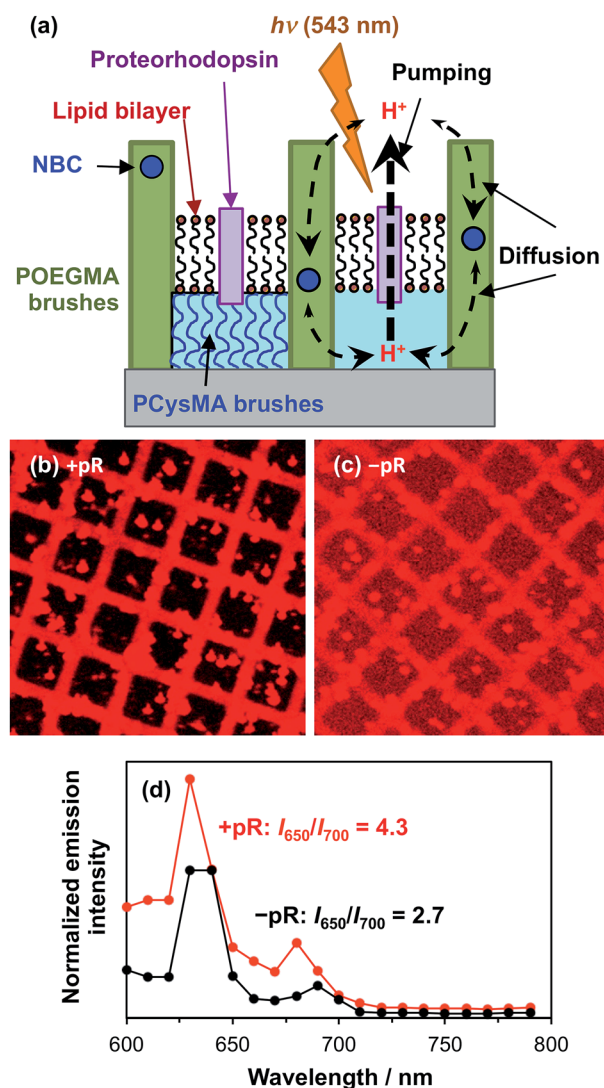 (a)
hν (543 nm)
Proteorhodopsin
Pumping
Lipid bilayer
H⁺
NBC
Diffusion
POEGMA
brushes
H⁺
PCysMA brushes
(b) +pR
(c) −pR
(d)
+pR: I₆₅₀/I₇₀₀ = 4.3
−pR: I₆₅₀/I₇₀₀ = 2.7
Normalized emission
intensity
600 650 700 750 800
Wavelength / nm